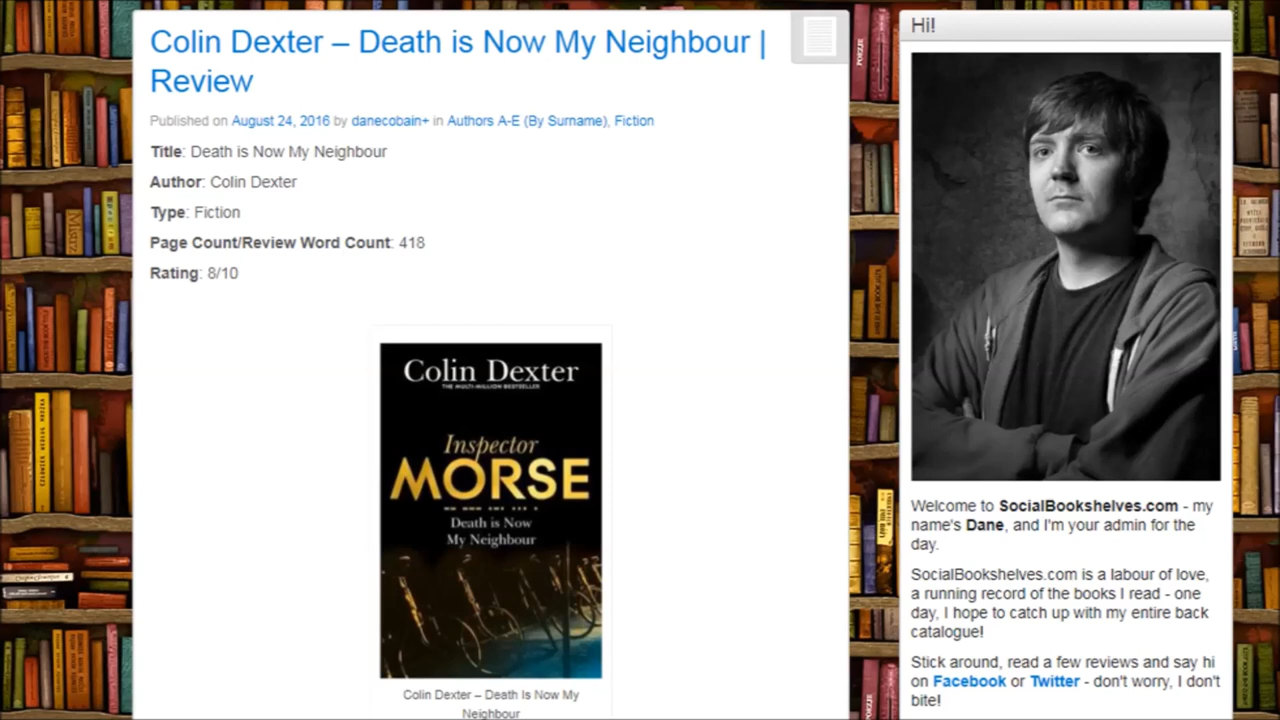 Colin Dexter – Death is Now My Neighbour |
Review
Published on August 24, 2016 by danecobain+ in Authors A-E (By Surname), Fiction
Title: Death is Now My Neighbour
Author: Colin Dexter
Type: Fiction
Page Count/Review Word Count: 418
Rating: 8/10
Colin Dexter
THE MULTI-MILLION BESTSELLER
Inspector
MORSE
Death is Now
My Neighbour
Colin Dexter – Death Is Now My
Neighbour
Hi!
Welcome to SocialBookshelves.com - my
name's Dane, and I'm your admin for the
day.
SocialBookshelves.com is a labour of love,
a running record of the books I read - one
day, I hope to catch up with my entire back
catalogue!
Stick around, read a few reviews and say hi
on Facebook or Twitter - don't worry, I don't
bite!
POEZJE